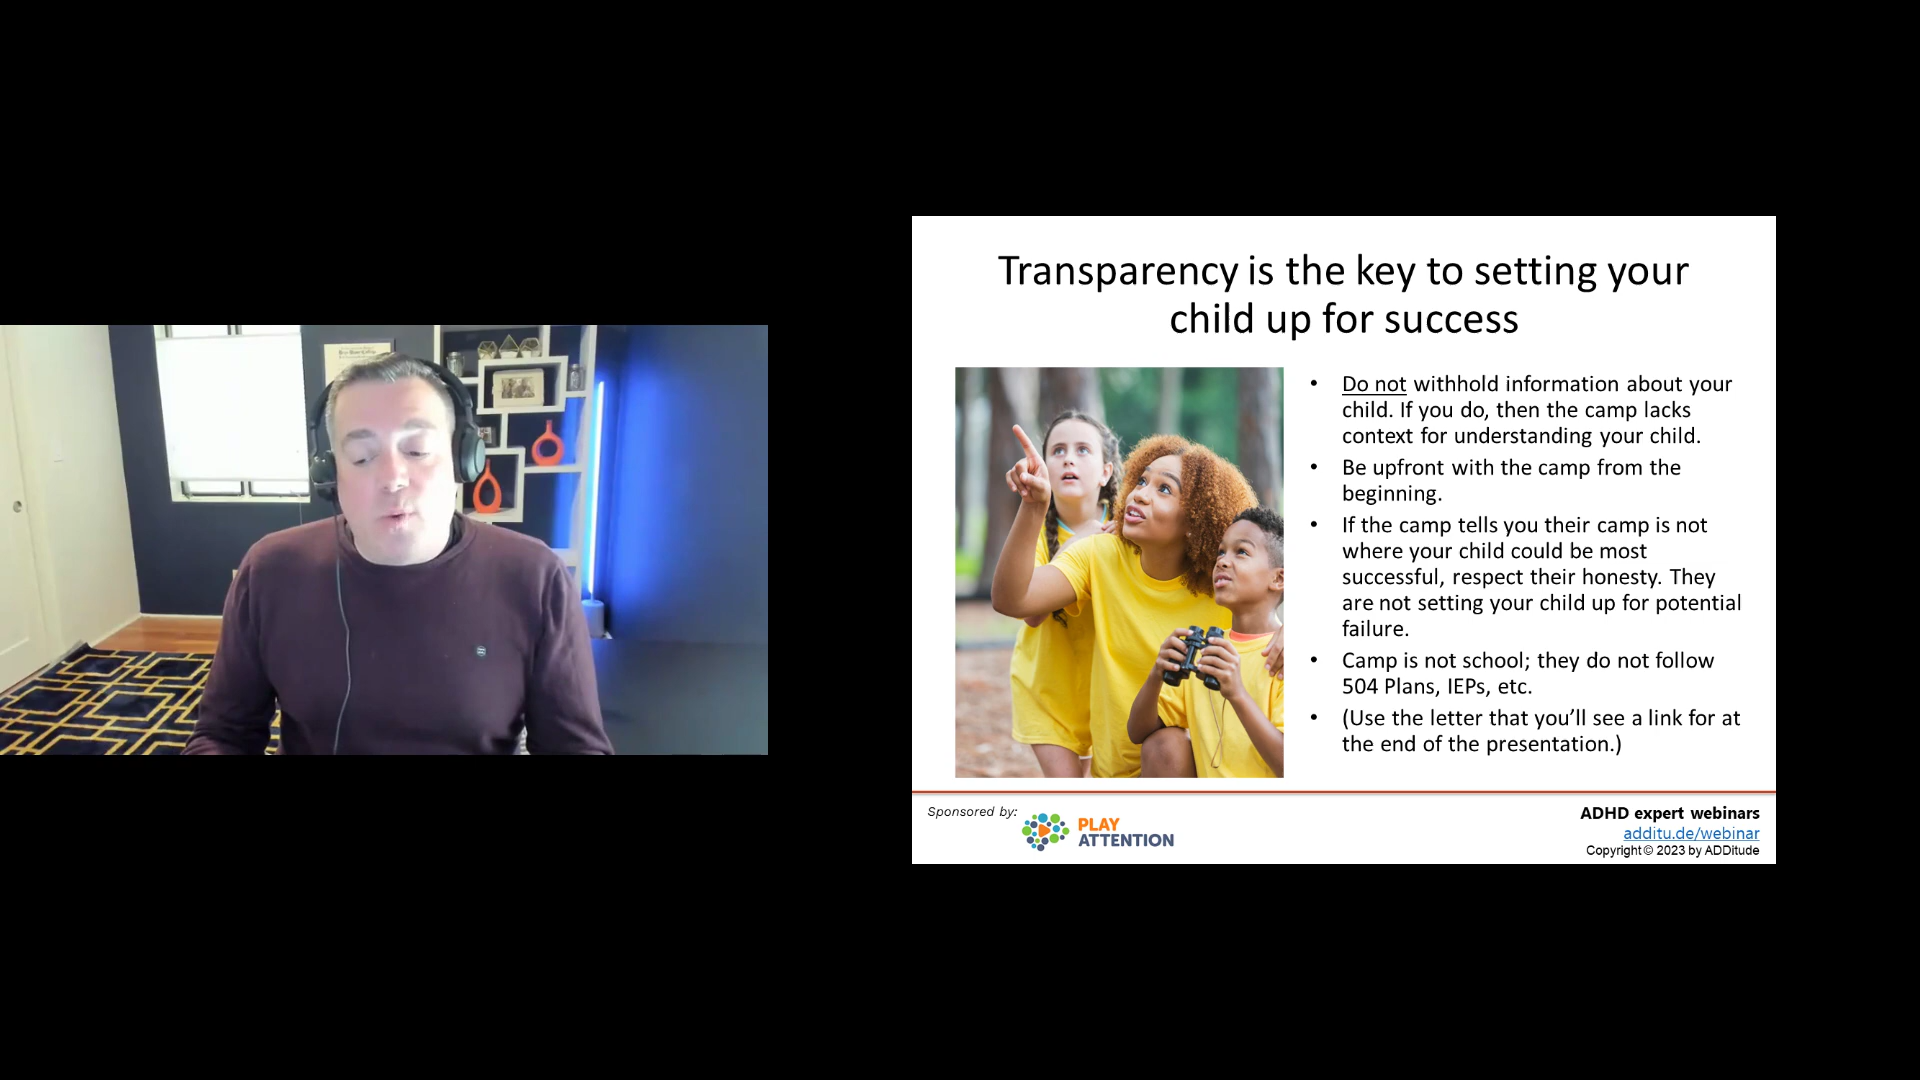 Transparency is the key to setting your
child up for success
• Do not withhold information about your
child. If you do, then the camp lacks
context for understanding your child.
• Be upfront with the camp from the
beginning.
• If the camp tells you their camp is not
where your child could be most
successful, respect their honesty. They
are not setting your child up for potential
failure.
• Camp is not school; they do not follow
504 Plans, IEPs, etc.
• (Use the letter that you’ll see a link for at
the end of the presentation.)
Sponsored by:
PLAY
ATTENTION
ADHD expert webinars
additu.de/webinar
Copyright © 2023 by ADDitude